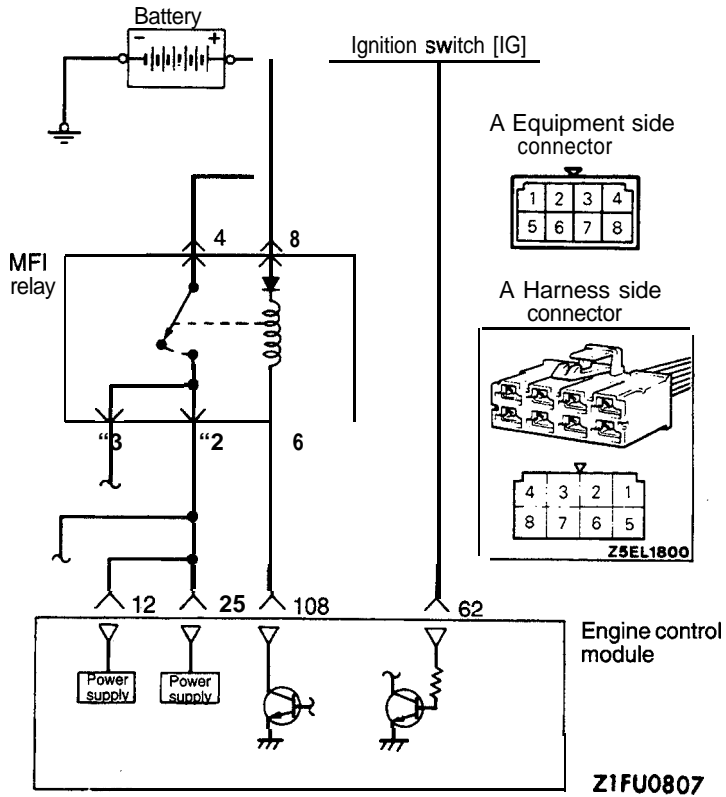 Battery
- +
Ignition switch [IG]
A Equipment side
connector
1 2 3 4
5 6 7 8
4 8
MFI
relay
A Harness side
connector
4 3 2 1
8 7 6 5
Z5EL1800
“3 “2 6
12 25 108 62
Engine control
module
Power
supply
Power
supply
Z1FU0807